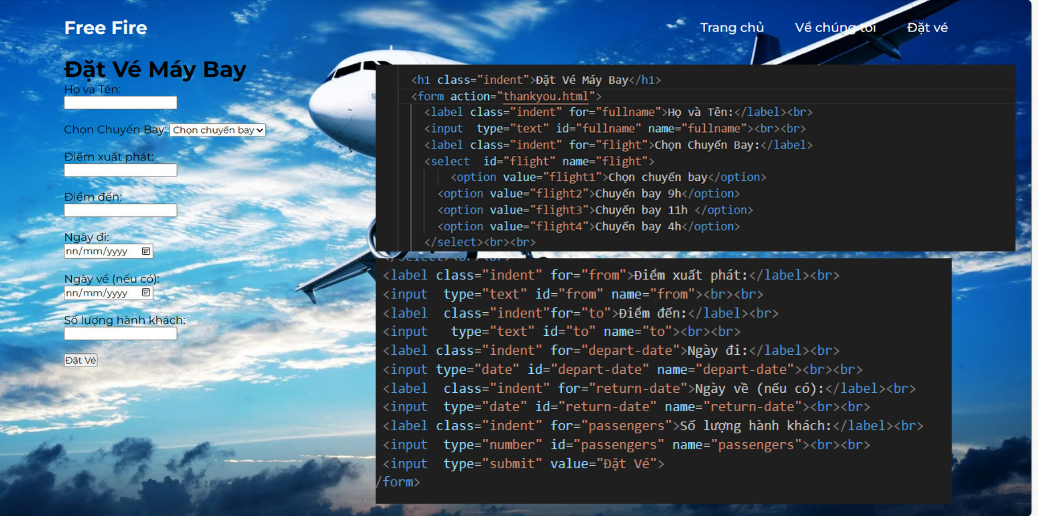 Free Fire
Trang chủ Về chúng tôi Đặt vé
Đặt Vé Máy Bay
Họ và Tên:
Chọn Chuyến Bay: Chọn chuyến bay
Điểm xuất phát:
Điểm đến:
Ngày đi:
nn/mm/yyyy
Ngày về (nếu có):
nn/mm/yyyy
Số lượng hành khách:
Đặt Vé
<h1 class="indent">Đặt Vé Máy Bay</h1>
<form action="thankyou.html">
<label class="indent" for="fullname">Họ và Tên:</label><br>
<input  type="text" id="fullname" name="fullname"><br><br>
<label class="indent" for="flight">Chọn Chuyến Bay:</label>
<select  id="flight" name="flight">
<option value="flight1">Chọn chuyến bay</option>
<option value="flight2">Chuyến bay 9h</option>
<option value="flight3">Chuyến bay 11h </option>
<option value="flight4">Chuyến bay 4h</option>
</select><br><br>
</select><br><br>
<label class="indent" for="from">Điểm xuất phát:</label><br>
<input  type="text" id="from" name="from"><br><br>
<label  class="indent"for="to">Điểm đến:</label><br>
<input   type="text" id="to" name="to"><br><br>
<label class="indent" for="depart-date">Ngày đi:</label><br>
<input type="date" id="depart-date" name="depart-date"><br><br>
<label  class="indent" for="return-date">Ngày về (nếu có):</label><br>
<input  type="date" id="return-date" name="return-date"><br><br>
<label class="indent" for="passengers">Số lượng hành khách:</label><br>
<input  type="number" id="passengers" name="passengers"><br><br>
<input  type="submit" value="Đặt Vé">
/form>